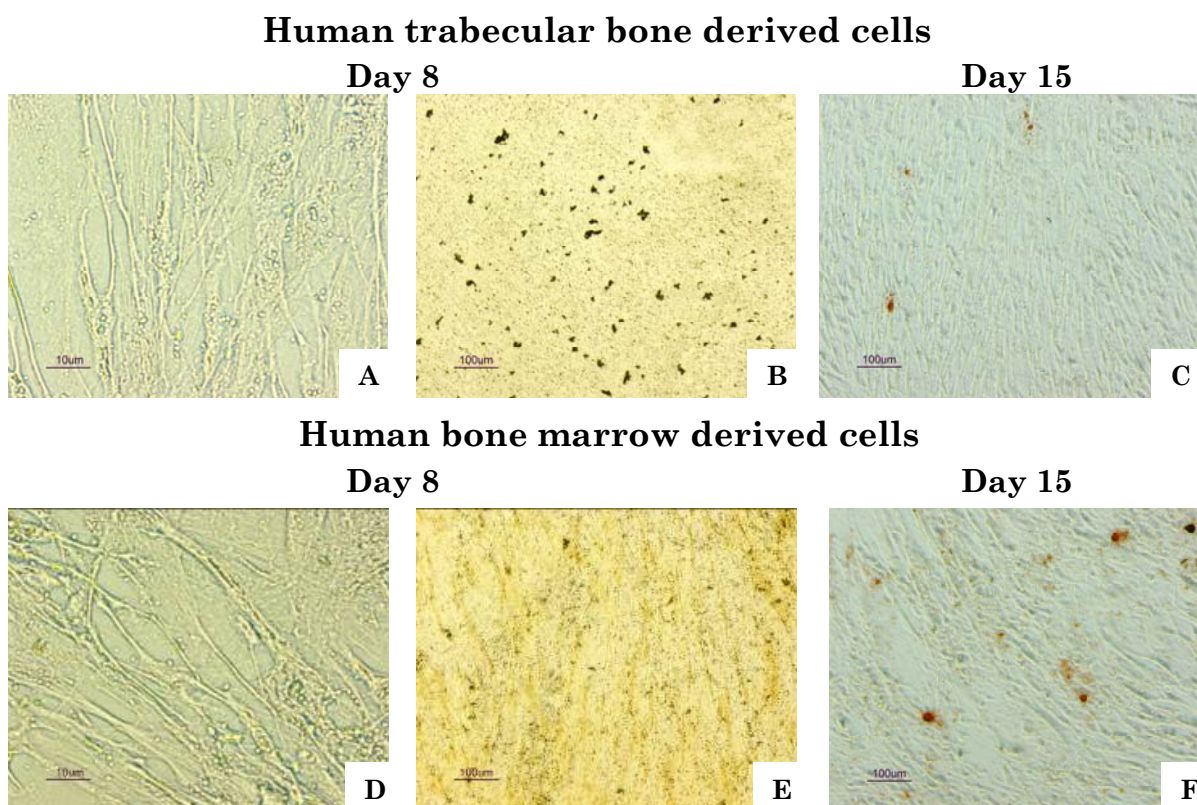 Human trabecular bone derived cells
Day 8 Day 15
10um A 100um B 100um C
Human bone marrow derived cells
Day 8 Day 15
10um D 100um E 100um F